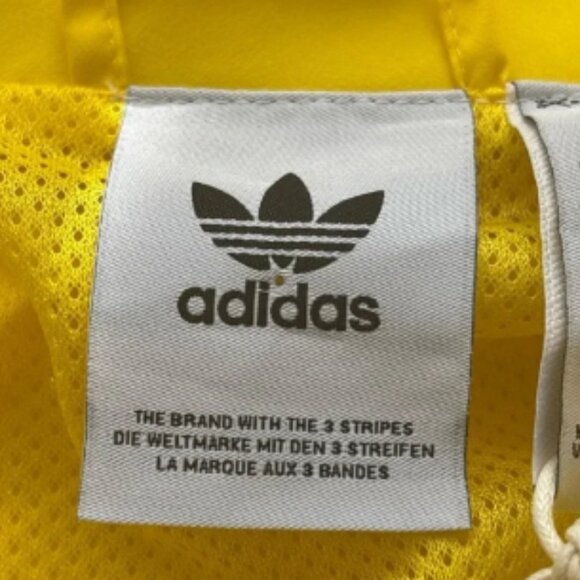 adidas
THE BRAND WITH THE 3 STRIPES
DIE WELTMARKE MIT DEN 3 STREIFEN
LA MARQUE AUX 3 BANDES